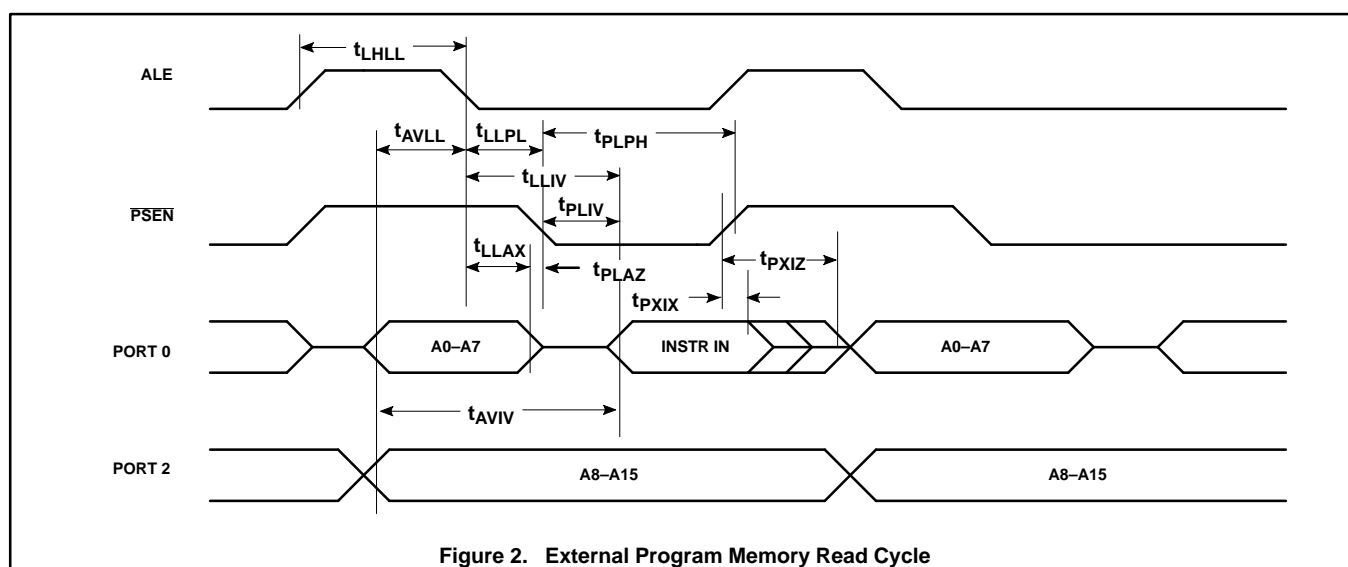 tLHLL
ALE
tAVLL
tLLPL
tPLPH
tLLIV
PSEN
tPLIV
tLLAX
tPLAZ
tPXIZ
tPXIX
PORT 0
A0–A7
INSTR IN
A0–A7
tAVIV
PORT 2
A8–A15
A8–A15
Figure 2. External Program Memory Read Cycle